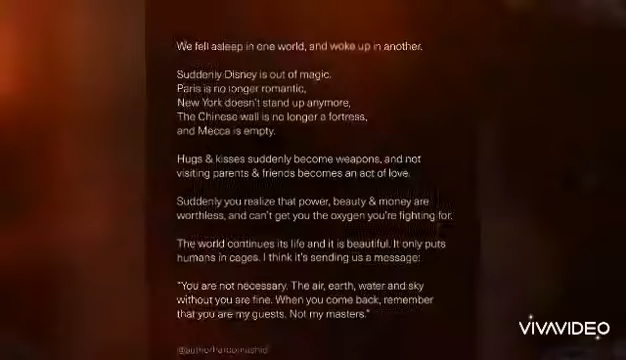 We fell asleep in one world, and woke up in another.
Suddenly Disney is out of magic.
Paris is no longer romantic,
New York doesn't stand up anymore,
The Chinese wall is no longer a fortress,
and Mecca is empty.
Hugs & kisses suddenly become weapons, and not
visiting parents & friends becomes an act of love.
Suddenly you realize that power, beauty & money are
worthless, and can't get you the oxygen you're fighting for.
The world continues its life and it is beautiful. It only puts
humans in cages. I think it's sending us a message:
"You are not necessary. The air, earth, water and sky
without you are fine. When you come back, remember
that you are my guests. Not my masters."
VIVAVIDEO